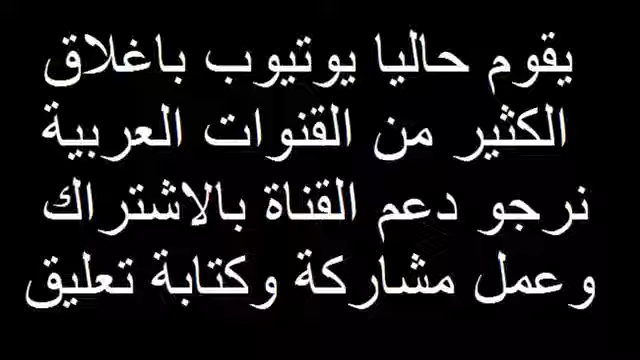 يقوم حاليا يوتيوب باغلاق
الكثير من القنوات العربية
نرجو دعم القناة بالاشتراك
وعمل مشاركة وكتابة تعليق